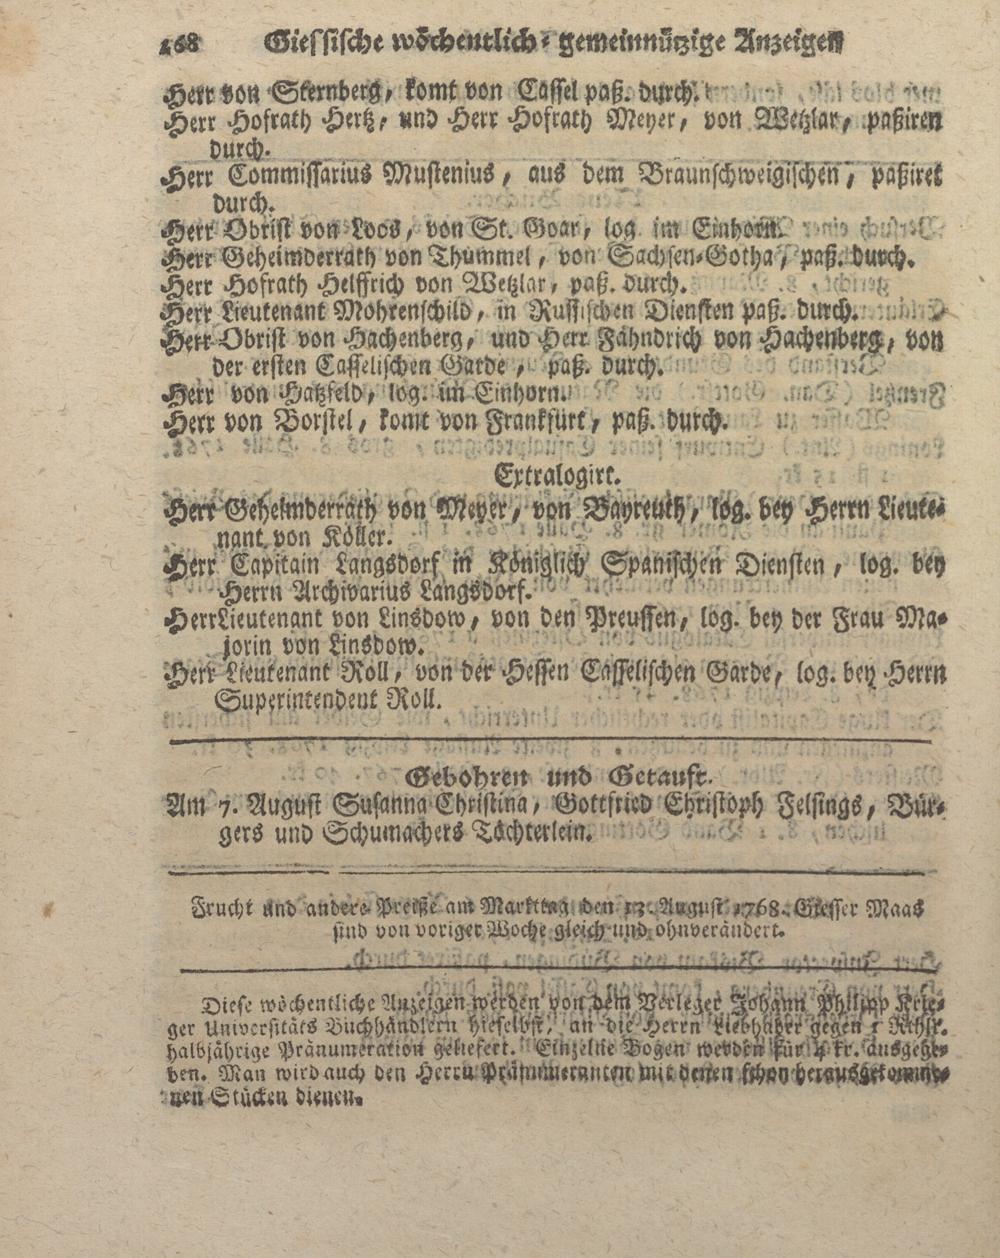 168 Giessische wöchentlich-gemeinnützige Anzeigen
Herr von Sternberg, komt von Cassel paß. durch.
Herr Hofrath Hertz, und Herr Hofrath Meyer, von Wetzlar, paßiren
durch.
Herr Commissarius Mustenius, aus dem Braunschweigischen, paßiret
durch.
Herr Obrist von Loos, von St. Goar, log. im Einhorn.
Herr Geheimderrath von Thümmel, von Sachsen-Gotha, paß. durch.
Herr Hofrath Helffrich von Wetzlar, paß. durch.
Herr Lieutenant Mohrenschild, in Russischen Diensten paß. durch.
Herr Obrist von Hachenberg, und Herr Fähndrich von Hachenberg, von
der ersten Casselischen Garde, paß. durch.
Herr von Hatzfeld, log. im Einhorn.
Herr von Borstel, komt von Frankfurt, paß. durch.
Extralogirt.
Herr Geheimderrath von Meyer, von Bayreuth, log. bey Herrn Lieute-
nant von Köller.
Herr Capitain Langsdorf in Königlich Spanischen Diensten, log. bey
Herrn Archivarius Langsdorf.
Herr Lieutenant von Linsdow, von den Preussen, log. bey der Frau Ma-
jorin von Linsdow.
Herr Lieutenant Roll, von der Hessen Casselischen Garde, log. bey Herrn
Superintendent Roll.
Gebohren und Getauft.
Am 7. August Susanna Christina, Gottfried Christoph Felsings, Bür-
gers und Schumachers Töchterlein.
Frucht und andere Preiße am Markttag den 13. August 1768. Giesser Maas
sind von voriger Woche gleich und ohnverändert.
Diese wöchentliche Anzeigen werden von dem Verleger Johann Philipp Krie-
ger Universitäts Buchhändlern hieselbst, an die Herrn Liebhaber gegen 1 Rthlr.
halbjährige Pränumeration geliefert. Einzelne Bogen werden für 4 kr. ausgege-
ben. Man wird auch den Herrn Pränumeranten mit denen schon herausgekomme-
nen Stücken dienen.